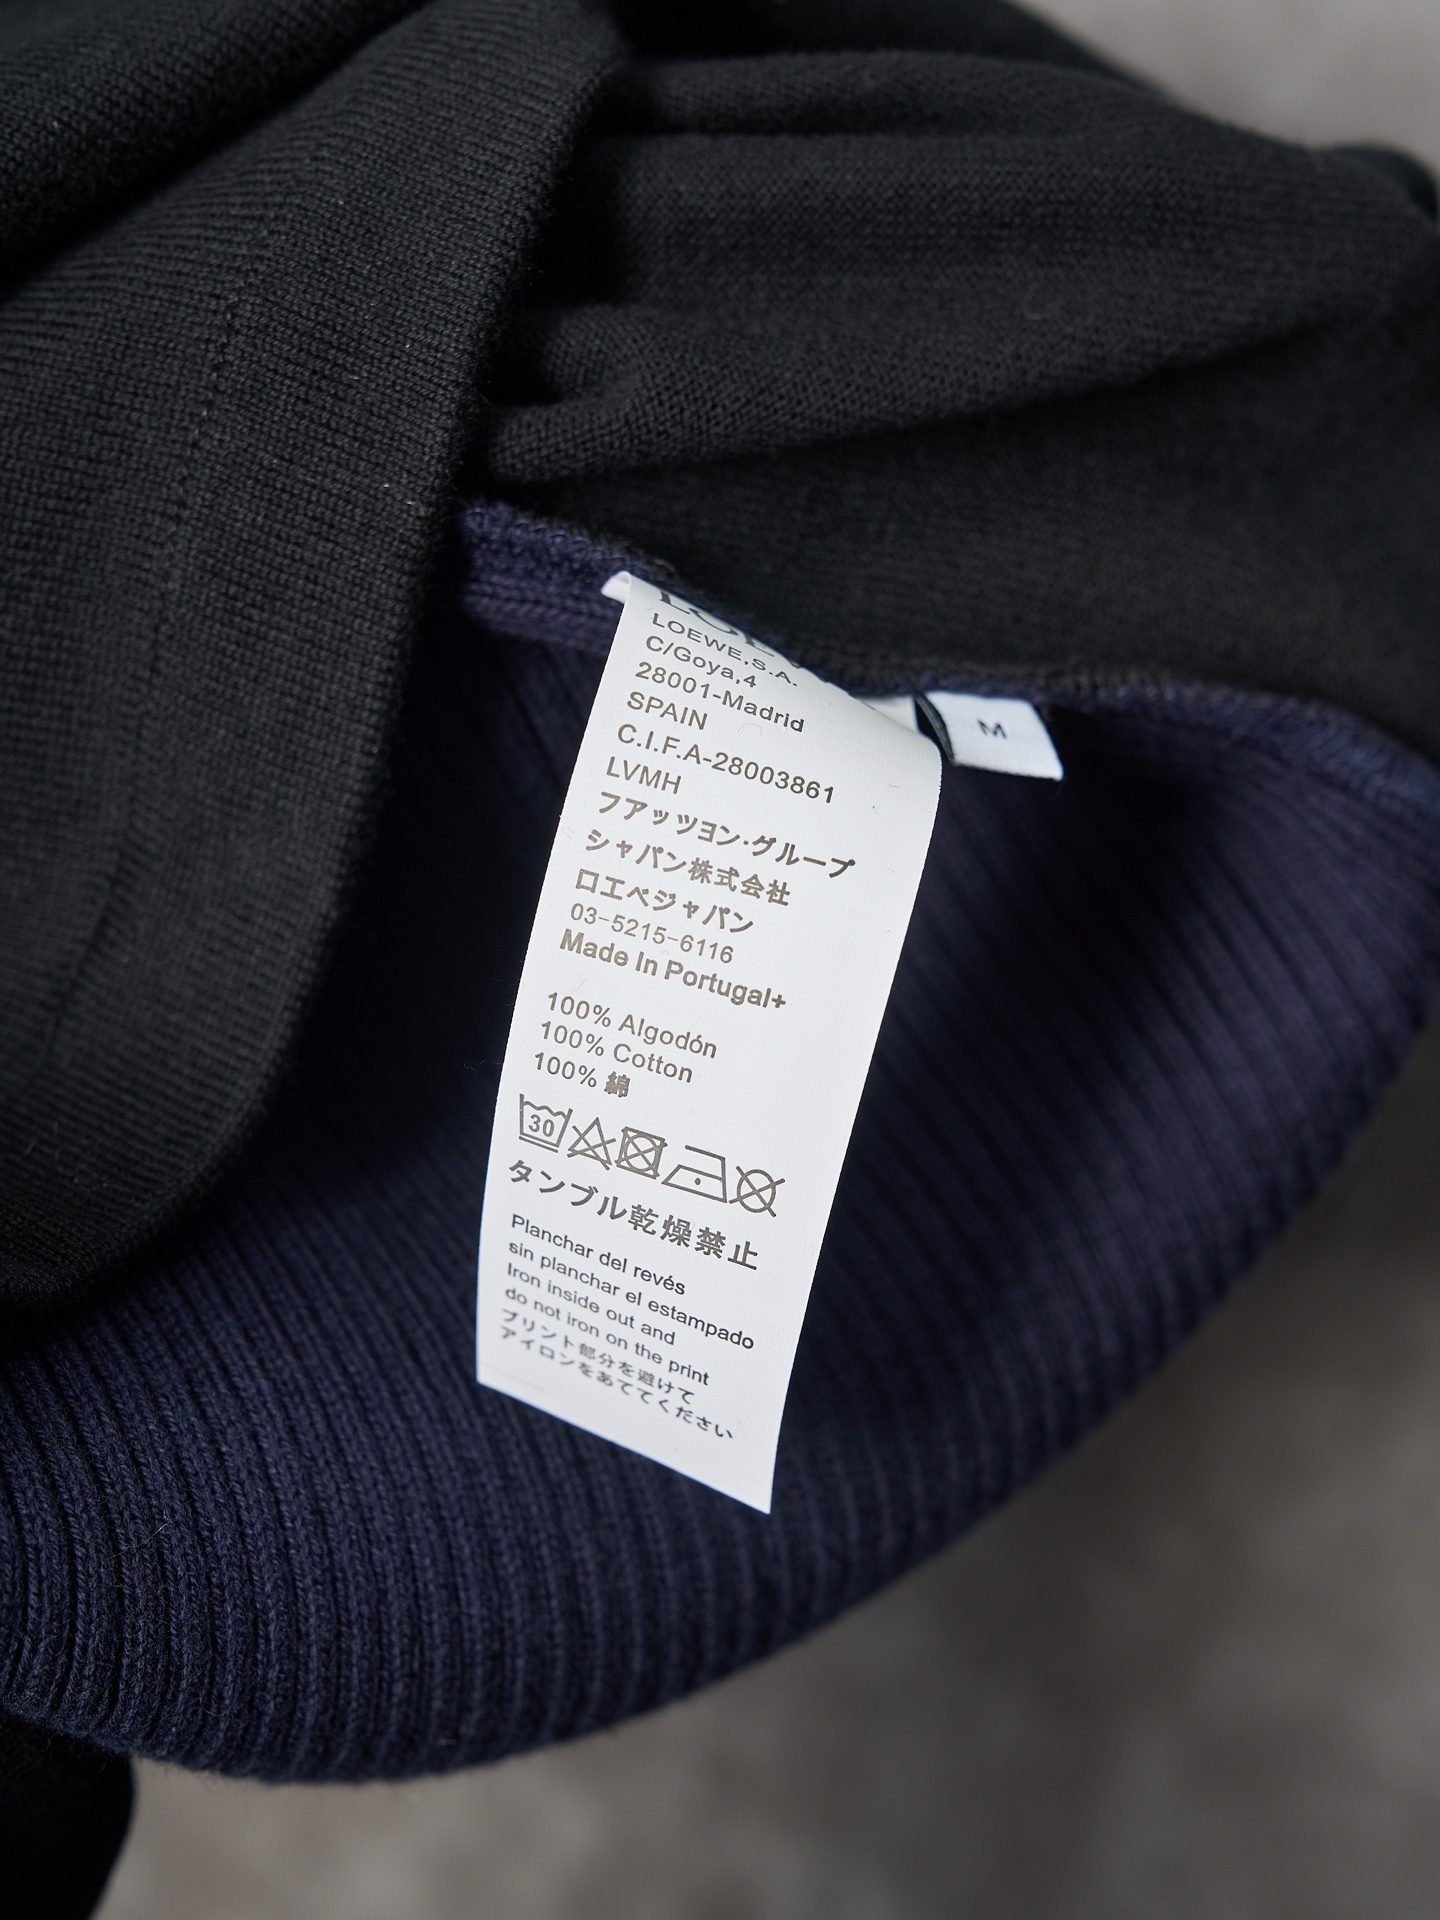 LOEWE
LOEWE,S.A.
C/Goya,4
28001-Madrid
SPAIN
C.I.F.A-28003861
LVMH
フアッツヨン·グループ
シャパン株式会社
口エベジャパン
03-5215-6116
Made In Portugal+
100% Algodón
100% Cotton
100% 綿
30
タンブル乾燥禁止
Planchar del revés
sin planchar el estampado
Iron inside out and
do not iron on the print
プリント部分を避けて
アイロンをあててください
M